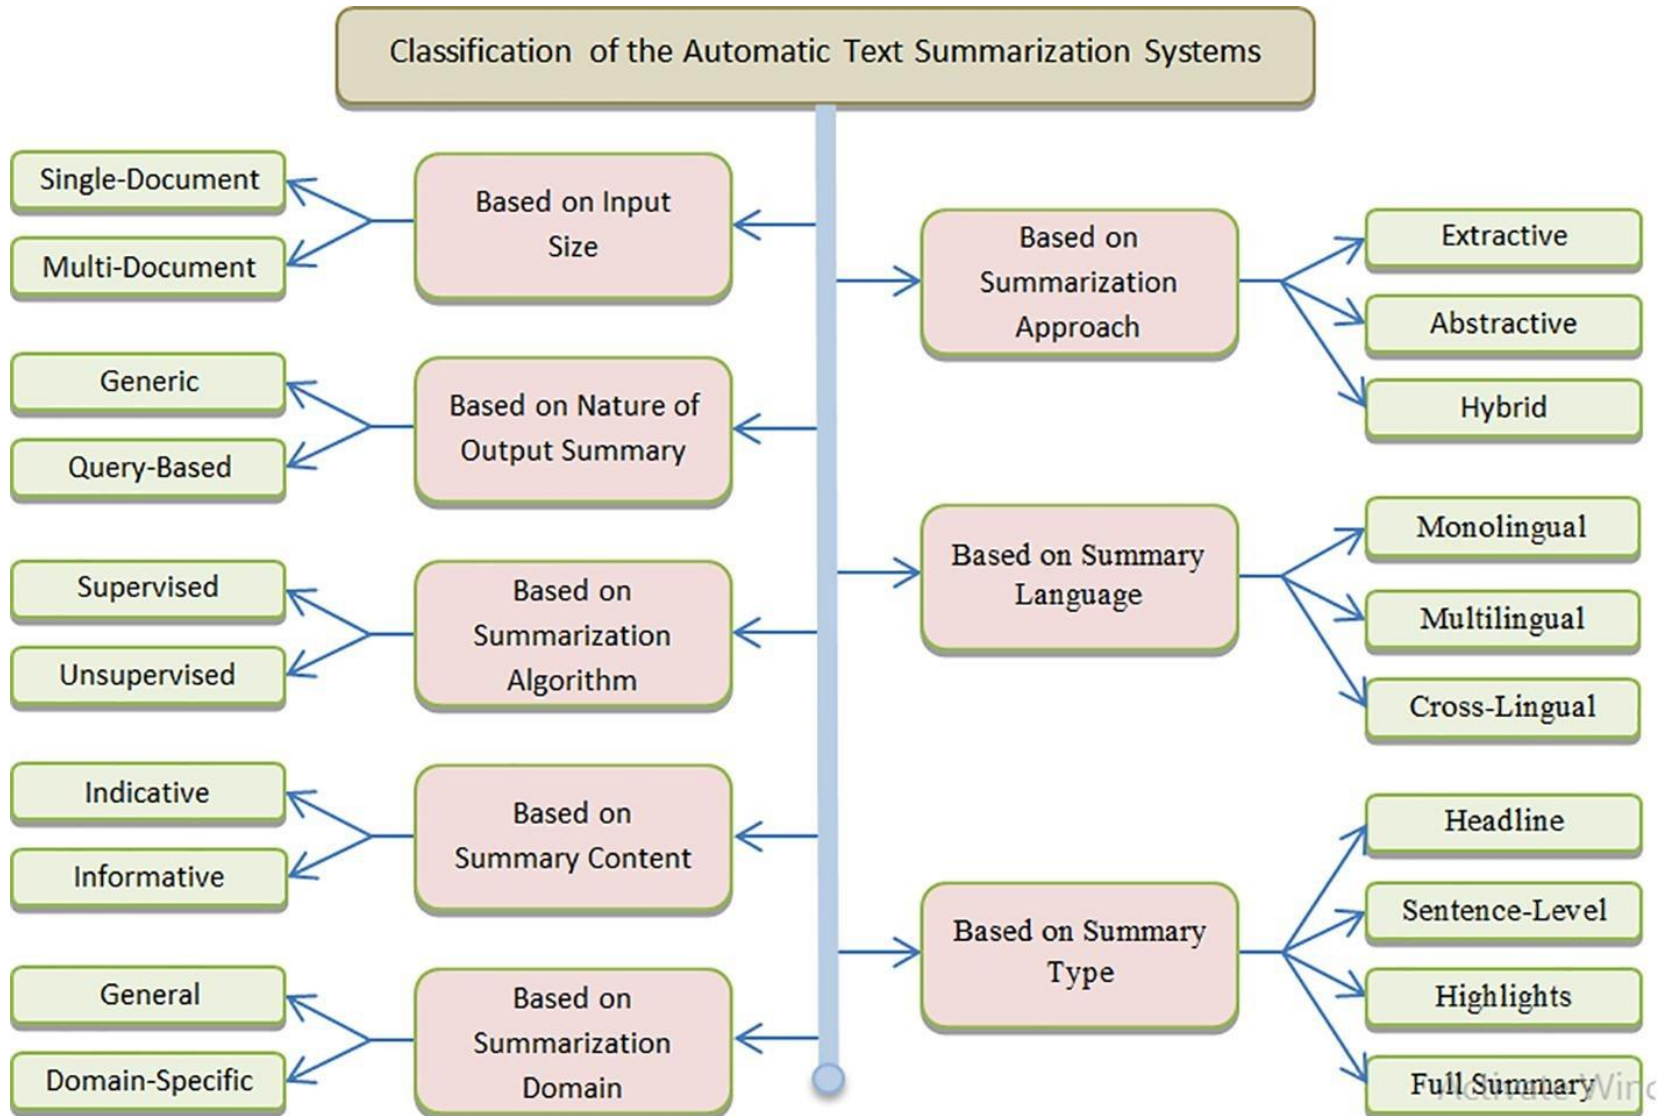 Classification of the Automatic Text Summarization Systems
Single-Document
Multi-Document
Based on Input
Size
Generic
Query-Based
Based on Nature of
Output Summary
Supervised
Unsupervised
Based on
Summarization
Algorithm
Indicative
Informative
Based on
Summary Content
General
Domain-Specific
Based on
Summarization
Domain
Based on
Summarization
Approach
Extractive
Abstractive
Hybrid
Based on Summary
Language
Monolingual
Multilingual
Cross-Lingual
Based on Summary
Type
Headline
Sentence-Level
Highlights
Full Summary
Activate Win